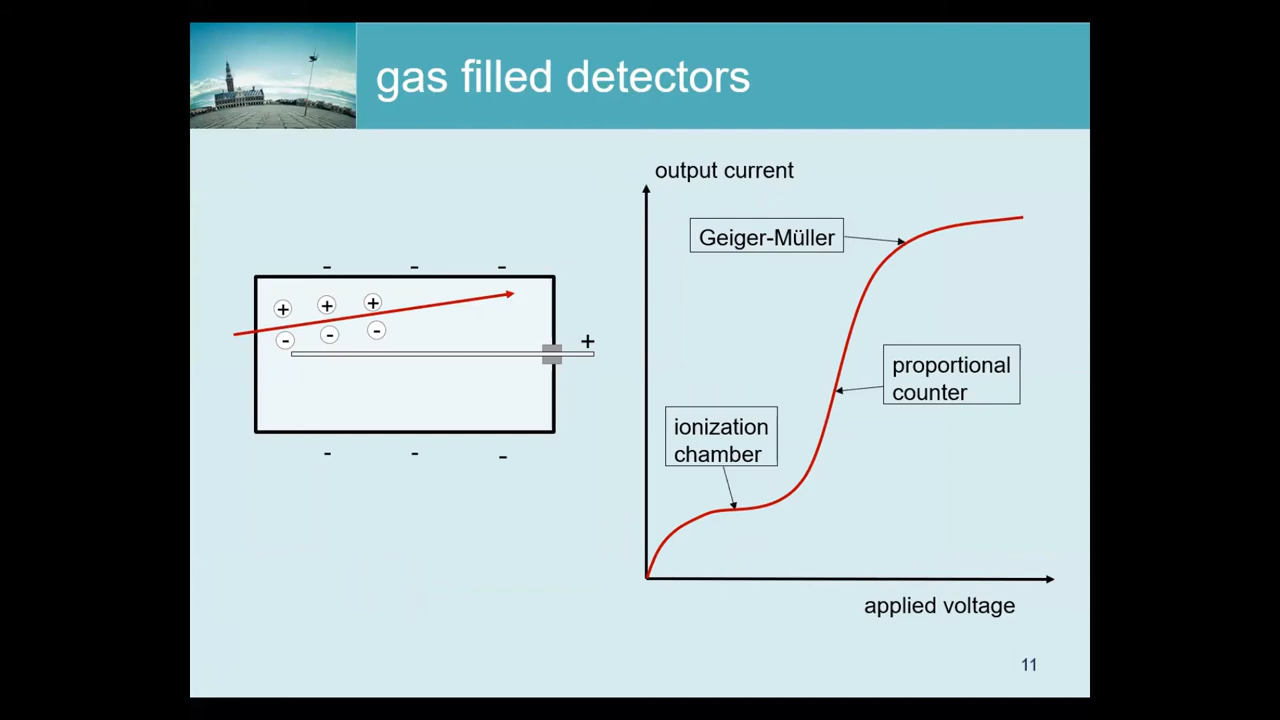 gas filled detectors
output current
Geiger-Müller
proportional
counter
ionization
chamber
applied voltage
- - -
+ + +
- - -
+
- - -
11